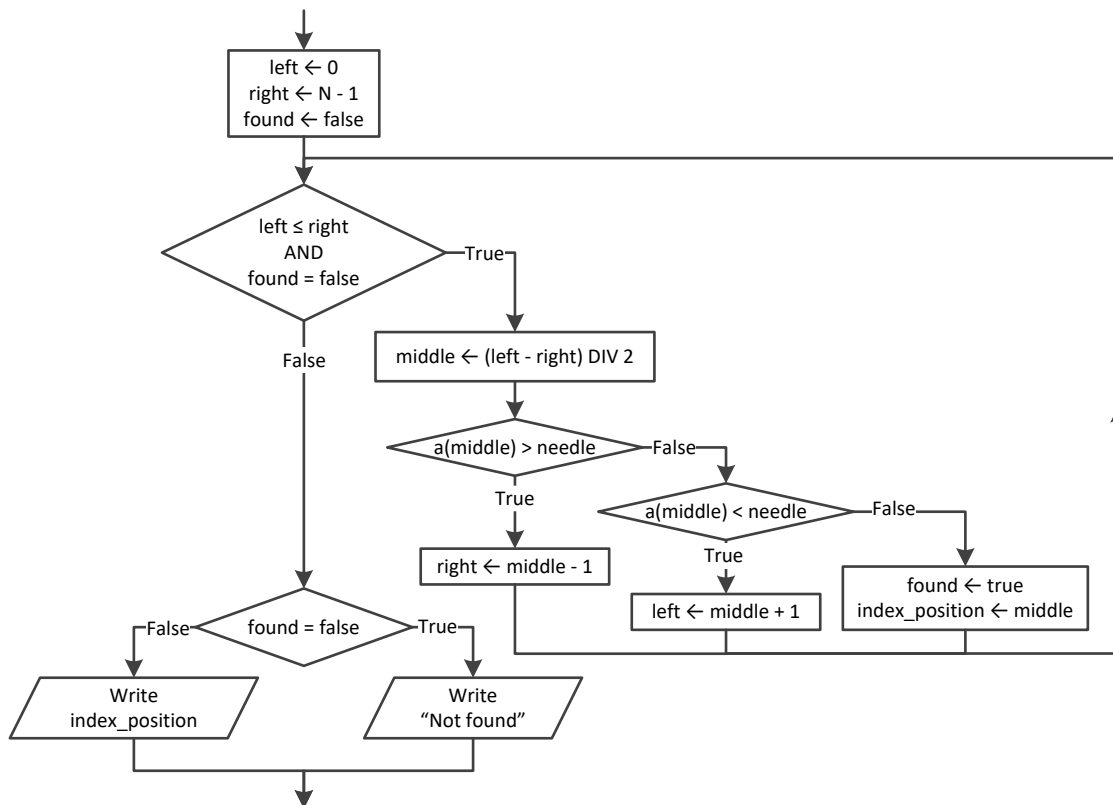 left ← 0
right ← N - 1
found ← false
left ≤ right
AND
found = false
True
False
middle ← (left - right) DIV 2
a(middle) > needle
False
True
a(middle) < needle
False
True
right ← middle - 1
left ← middle + 1
found ← true
index_position ← middle
False
found = false
True
Write
index_position
Write
“Not found”